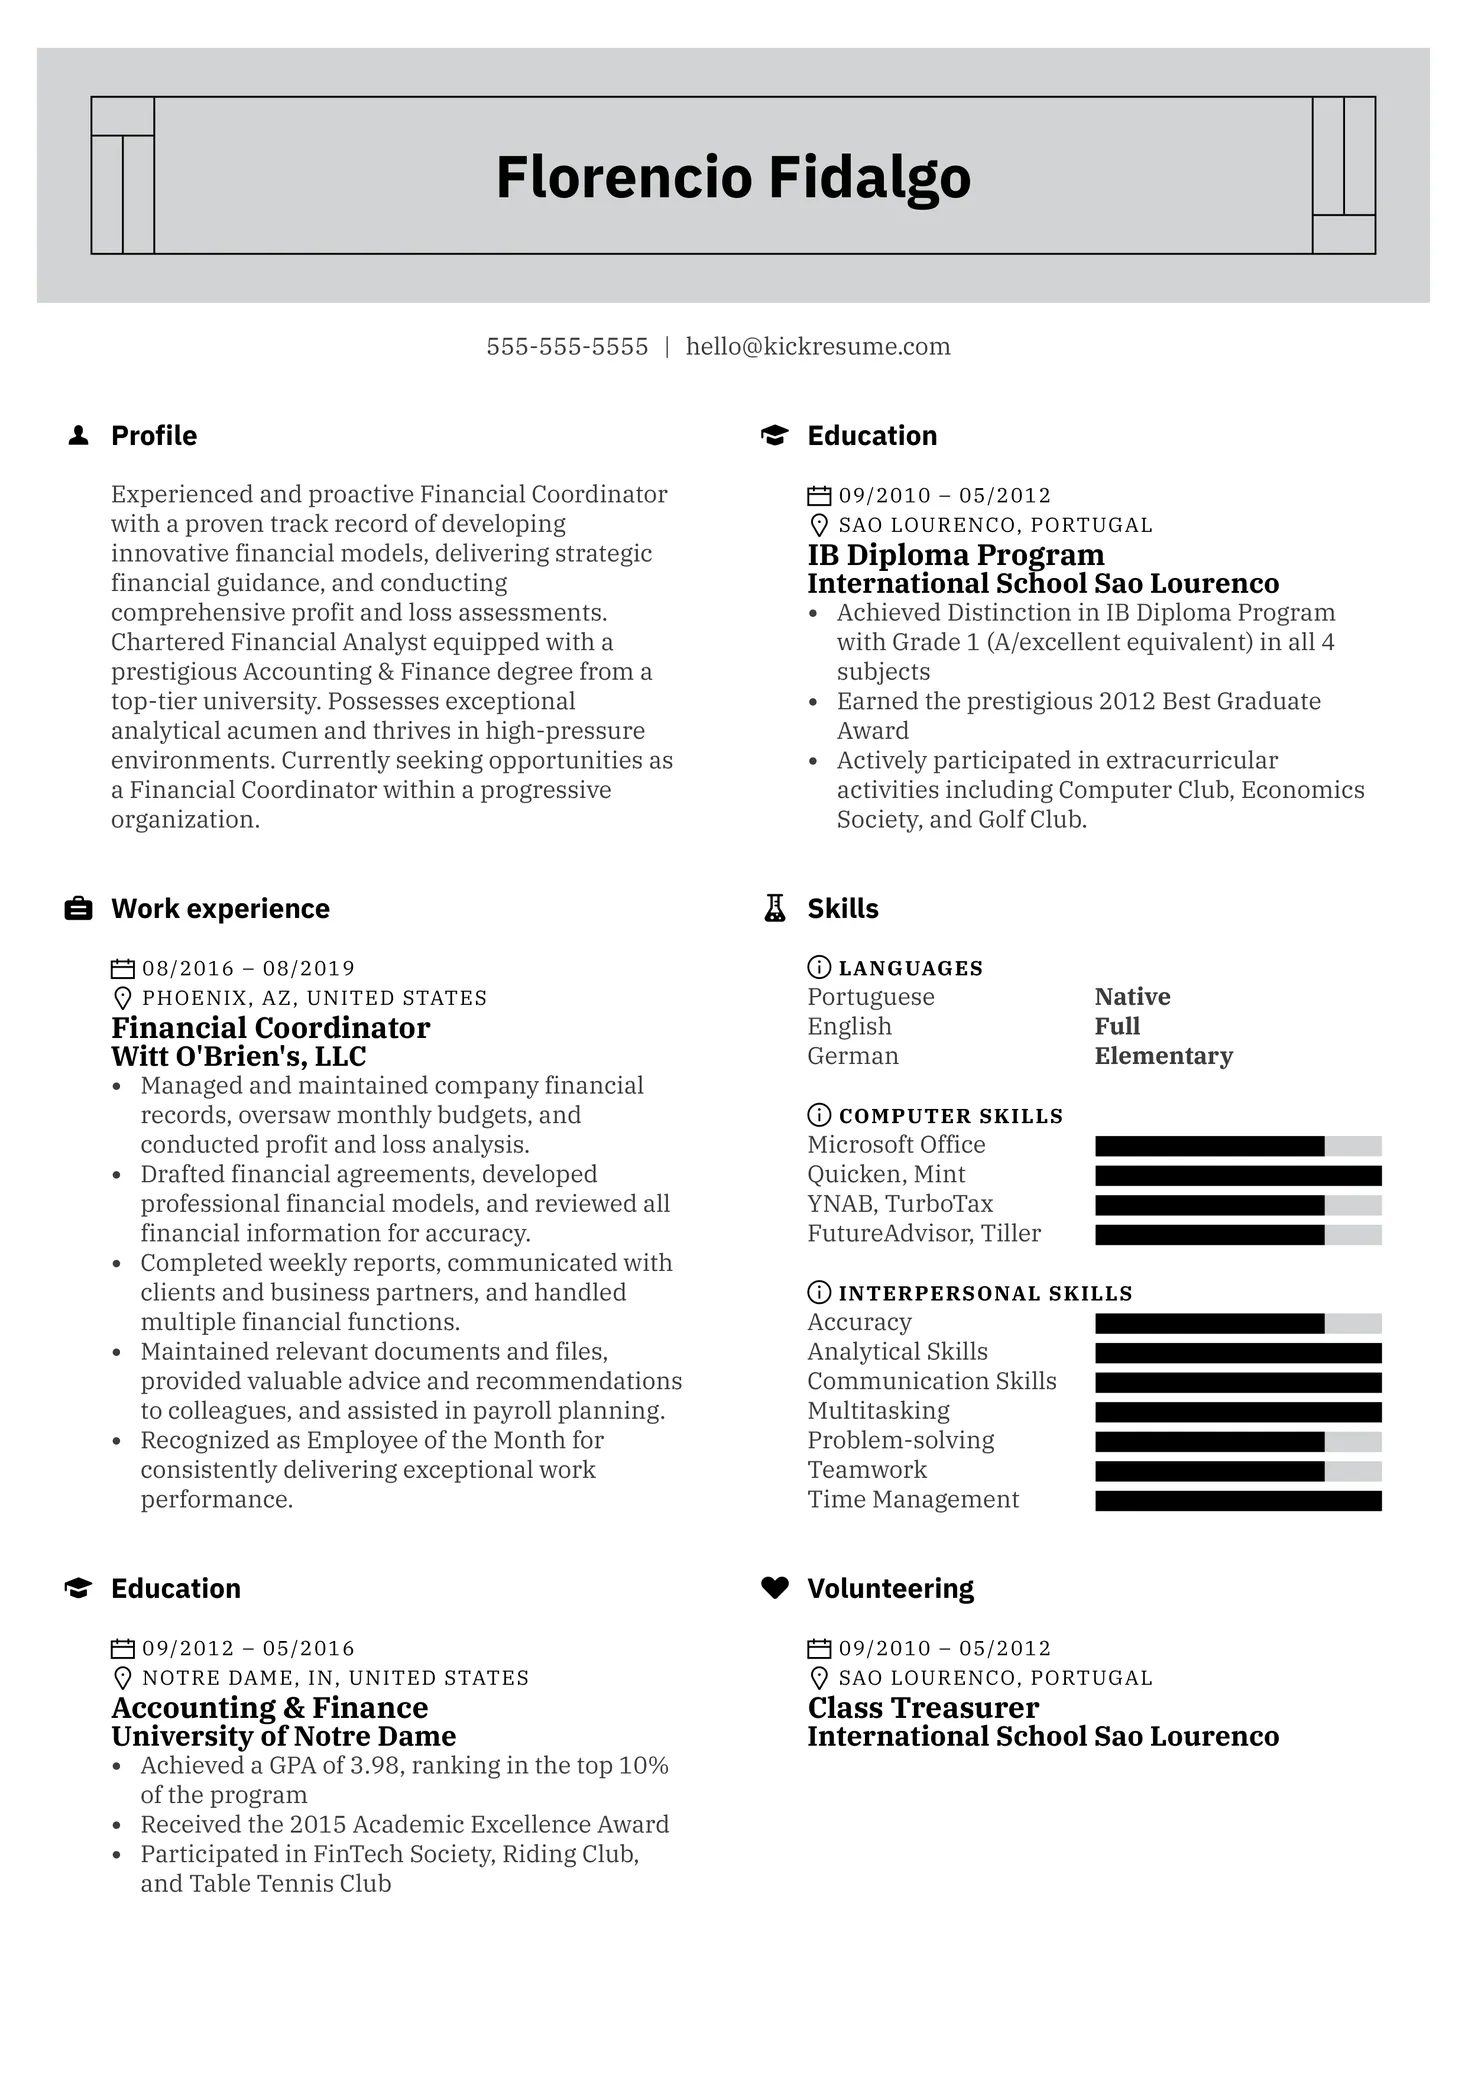 Florencio Fidalgo
555-555-5555 | hello@kickresume.com
Profile
Experienced and proactive Financial Coordinator
with a proven track record of developing
innovative financial models, delivering strategic
financial guidance, and conducting
comprehensive profit and loss assessments.
Chartered Financial Analyst equipped with a
prestigious Accounting & Finance degree from a
top-tier university. Possesses exceptional
analytical acumen and thrives in high-pressure
environments. Currently seeking opportunities as
a Financial Coordinator within a progressive
organization.
Work experience
08/2016 – 08/2019
PHOENIX, AZ, UNITED STATES
Financial Coordinator
Witt O'Brien's, LLC
• Managed and maintained company financial
records, oversaw monthly budgets, and
conducted profit and loss analysis.
• Drafted financial agreements, developed
professional financial models, and reviewed all
financial information for accuracy.
• Completed weekly reports, communicated with
clients and business partners, and handled
multiple financial functions.
• Maintained relevant documents and files,
provided valuable advice and recommendations
to colleagues, and assisted in payroll planning.
• Recognized as Employee of the Month for
consistently delivering exceptional work
performance.
Education
09/2012 – 05/2016
NOTRE DAME, IN, UNITED STATES
Accounting & Finance
University of Notre Dame
• Achieved a GPA of 3.98, ranking in the top 10%
of the program
• Received the 2015 Academic Excellence Award
• Participated in FinTech Society, Riding Club,
and Table Tennis Club
Education
09/2010 – 05/2012
SAO LOURENCO, PORTUGAL
IB Diploma Program
International School Sao Lourenco
• Achieved Distinction in IB Diploma Program
with Grade 1 (A/excellent equivalent) in all 4
subjects
• Earned the prestigious 2012 Best Graduate
Award
• Actively participated in extracurricular
activities including Computer Club, Economics
Society, and Golf Club.
Skills
LANGUAGES
Portuguese Native
English Full
German Elementary
COMPUTER SKILLS
Microsoft Office
Quicken, Mint
YNAB, TurboTax
FutureAdvisor, Tiller
INTERPERSONAL SKILLS
Accuracy
Analytical Skills
Communication Skills
Multitasking
Problem-solving
Teamwork
Time Management
Volunteering
09/2010 – 05/2012
SAO LOURENCO, PORTUGAL
Class Treasurer
International School Sao Lourenco